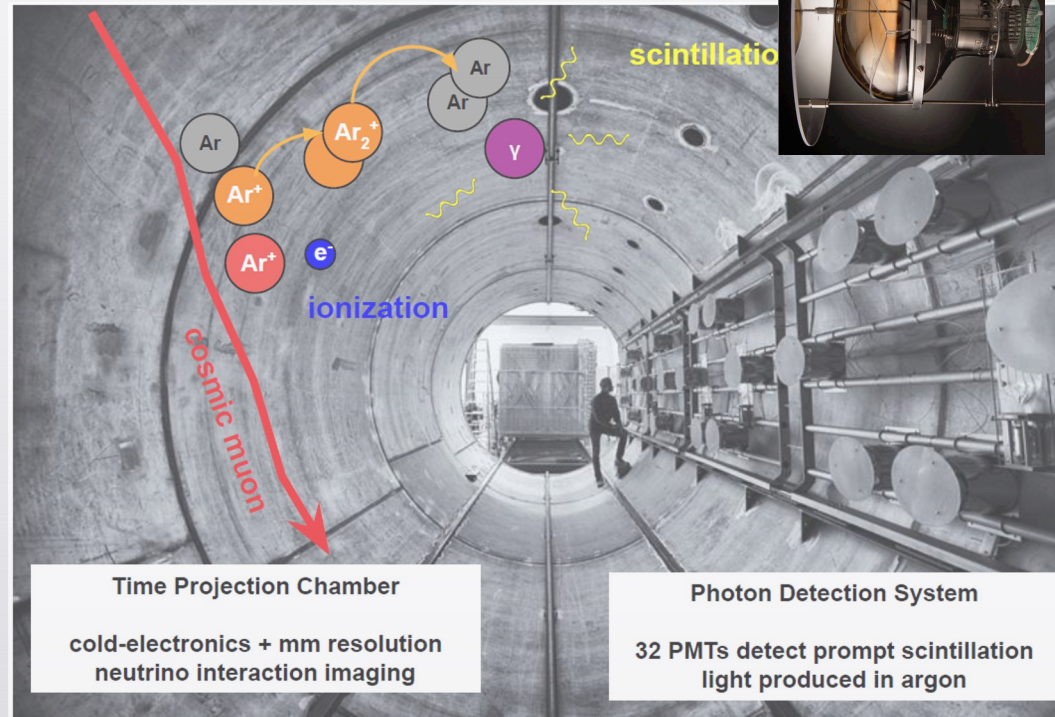 scintillatio
Ar
Ar
Ar₂⁺
Ar
γ
Ar⁺
Ar⁺
e⁻
ionization
cosmic muon
Time Projection Chamber
cold-electronics + mm resolution
neutrino interaction imaging
Photon Detection System
32 PMTs detect prompt scintillation
light produced in argon